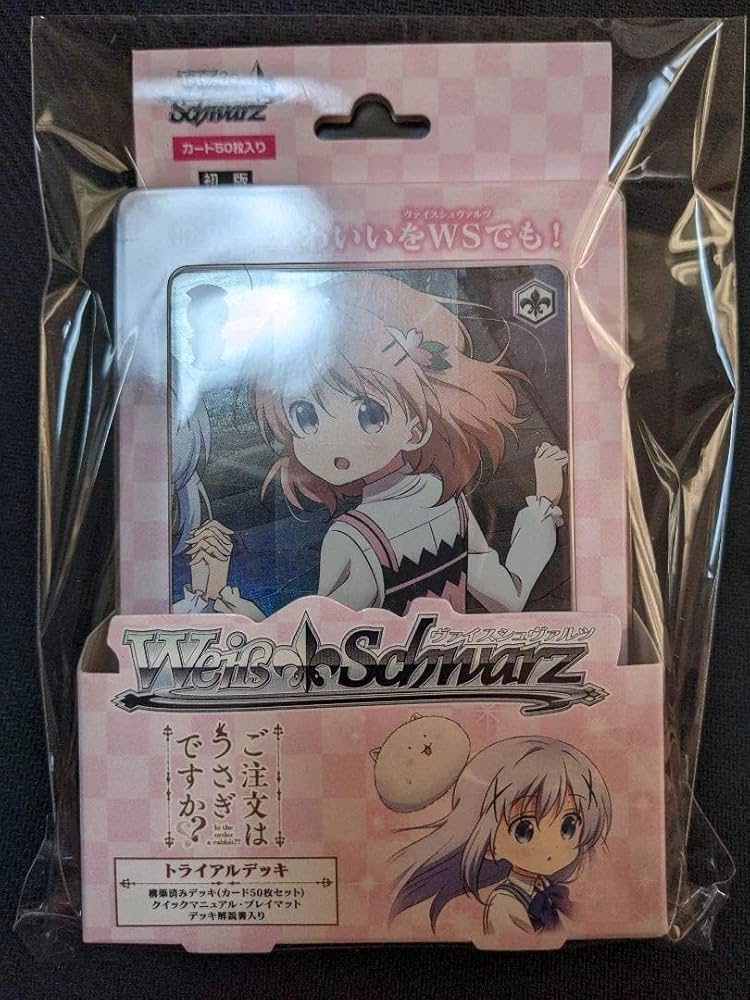 Weiß Schwarz
カード50枚入り
初版
ヴァイスシュヴァルツ
わいいをWSでも!
ヴァイスシュヴァルツ
Weiß Schwarz
ご注文は
うさぎ
ですか??
Is the order a rabbit??
トライアルデッキ
構築済みデッキ(カード50枚セット)
クイックマニュアル・プレイマット
デッキ解説書入り